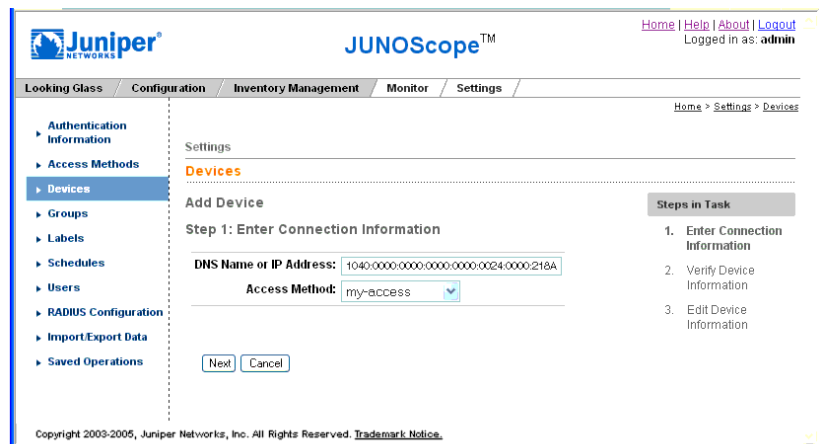 Home | Help | About | Logout
Logged in as: admin
Juniper®
NETWORKS
JUNOScope™
Looking Glass / Configuration / Inventory Management / Monitor / Settings /
Home > Settings > Devices
Authentication Information
Access Methods
Devices
Groups
Labels
Schedules
Users
RADIUS Configuration
Import/Export Data
Saved Operations
Settings
Devices
Add Device
Step 1: Enter Connection Information
DNS Name or IP Address: 1040:0000:0000:0000:0000:0024:0000:218A
Access Method: my-access
Next Cancel
Steps in Task
1. Enter Connection
Information
2. Verify Device
Information
3. Edit Device
Information
Copyright 2003-2005, Juniper Networks, Inc. All Rights Reserved. Trademark Notice.